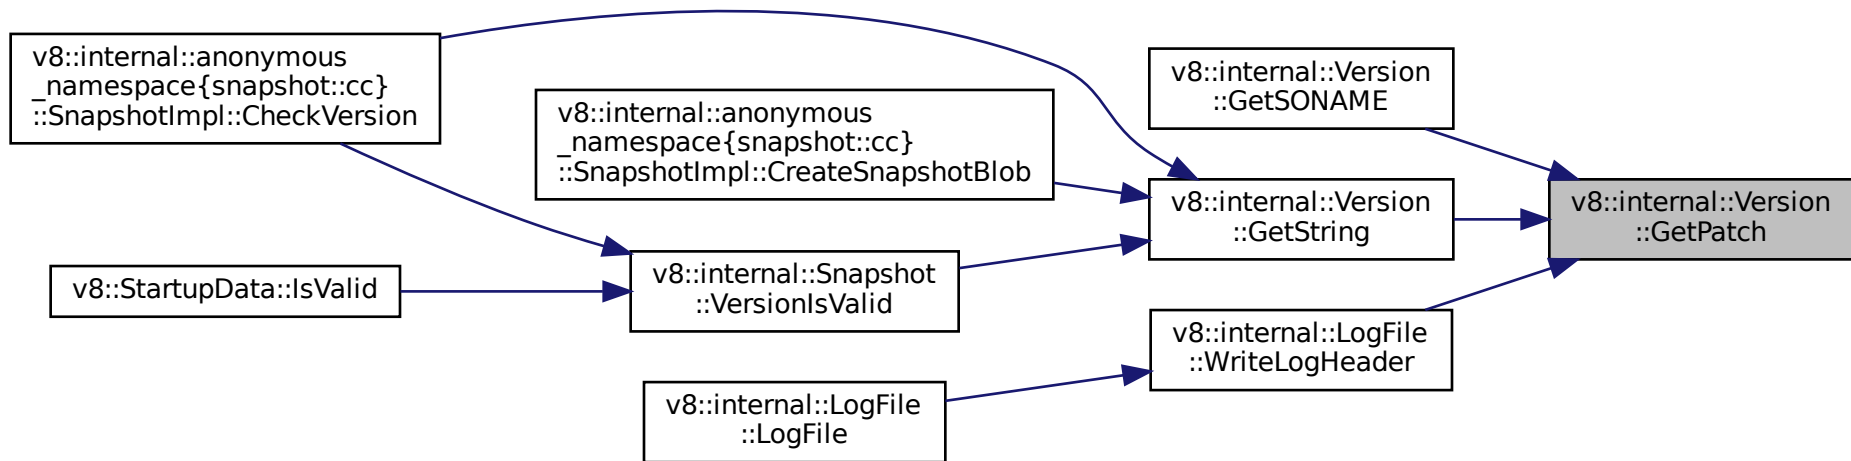 v8::internal::anonymous
_namespace{snapshot::cc}
::SnapshotImpl::CheckVersion
v8::internal::anonymous
_namespace{snapshot::cc}
::SnapshotImpl::CreateSnapshotBlob
v8::internal::Version
::GetSONAME
v8::internal::Version
::GetString
v8::internal::Version
::GetPatch
v8::StartupData::IsValid
v8::internal::Snapshot
::VersionIsValid
v8::internal::LogFile
::WriteLogHeader
v8::internal::LogFile
::LogFile